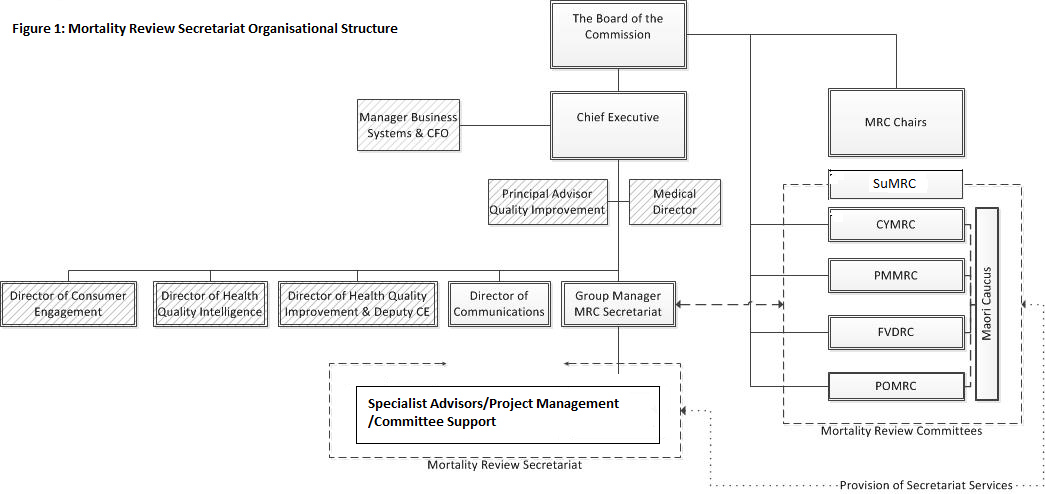 Figure 1: Mortality Review Secretariat Organisational Structure
The Board of the
Commission
Manager Business
Systems & CFO
Chief Executive
MRC Chairs
Principal Advisor
Quality Improvement
Medical
Director
SuMRC
CYMRC
PMMRC
FVDRC
POMRC
Maori Caucus
Director of Consumer
Engagement
Director of Health
Quality Intelligence
Director of Health Quality
Improvement & Deputy CE
Director of
Communications
Group Manager
MRC Secretariat
Specialist Advisors/Project Management
/Committee Support
Mortality Review Committees
Mortality Review Secretariat
Provision of Secretariat Services